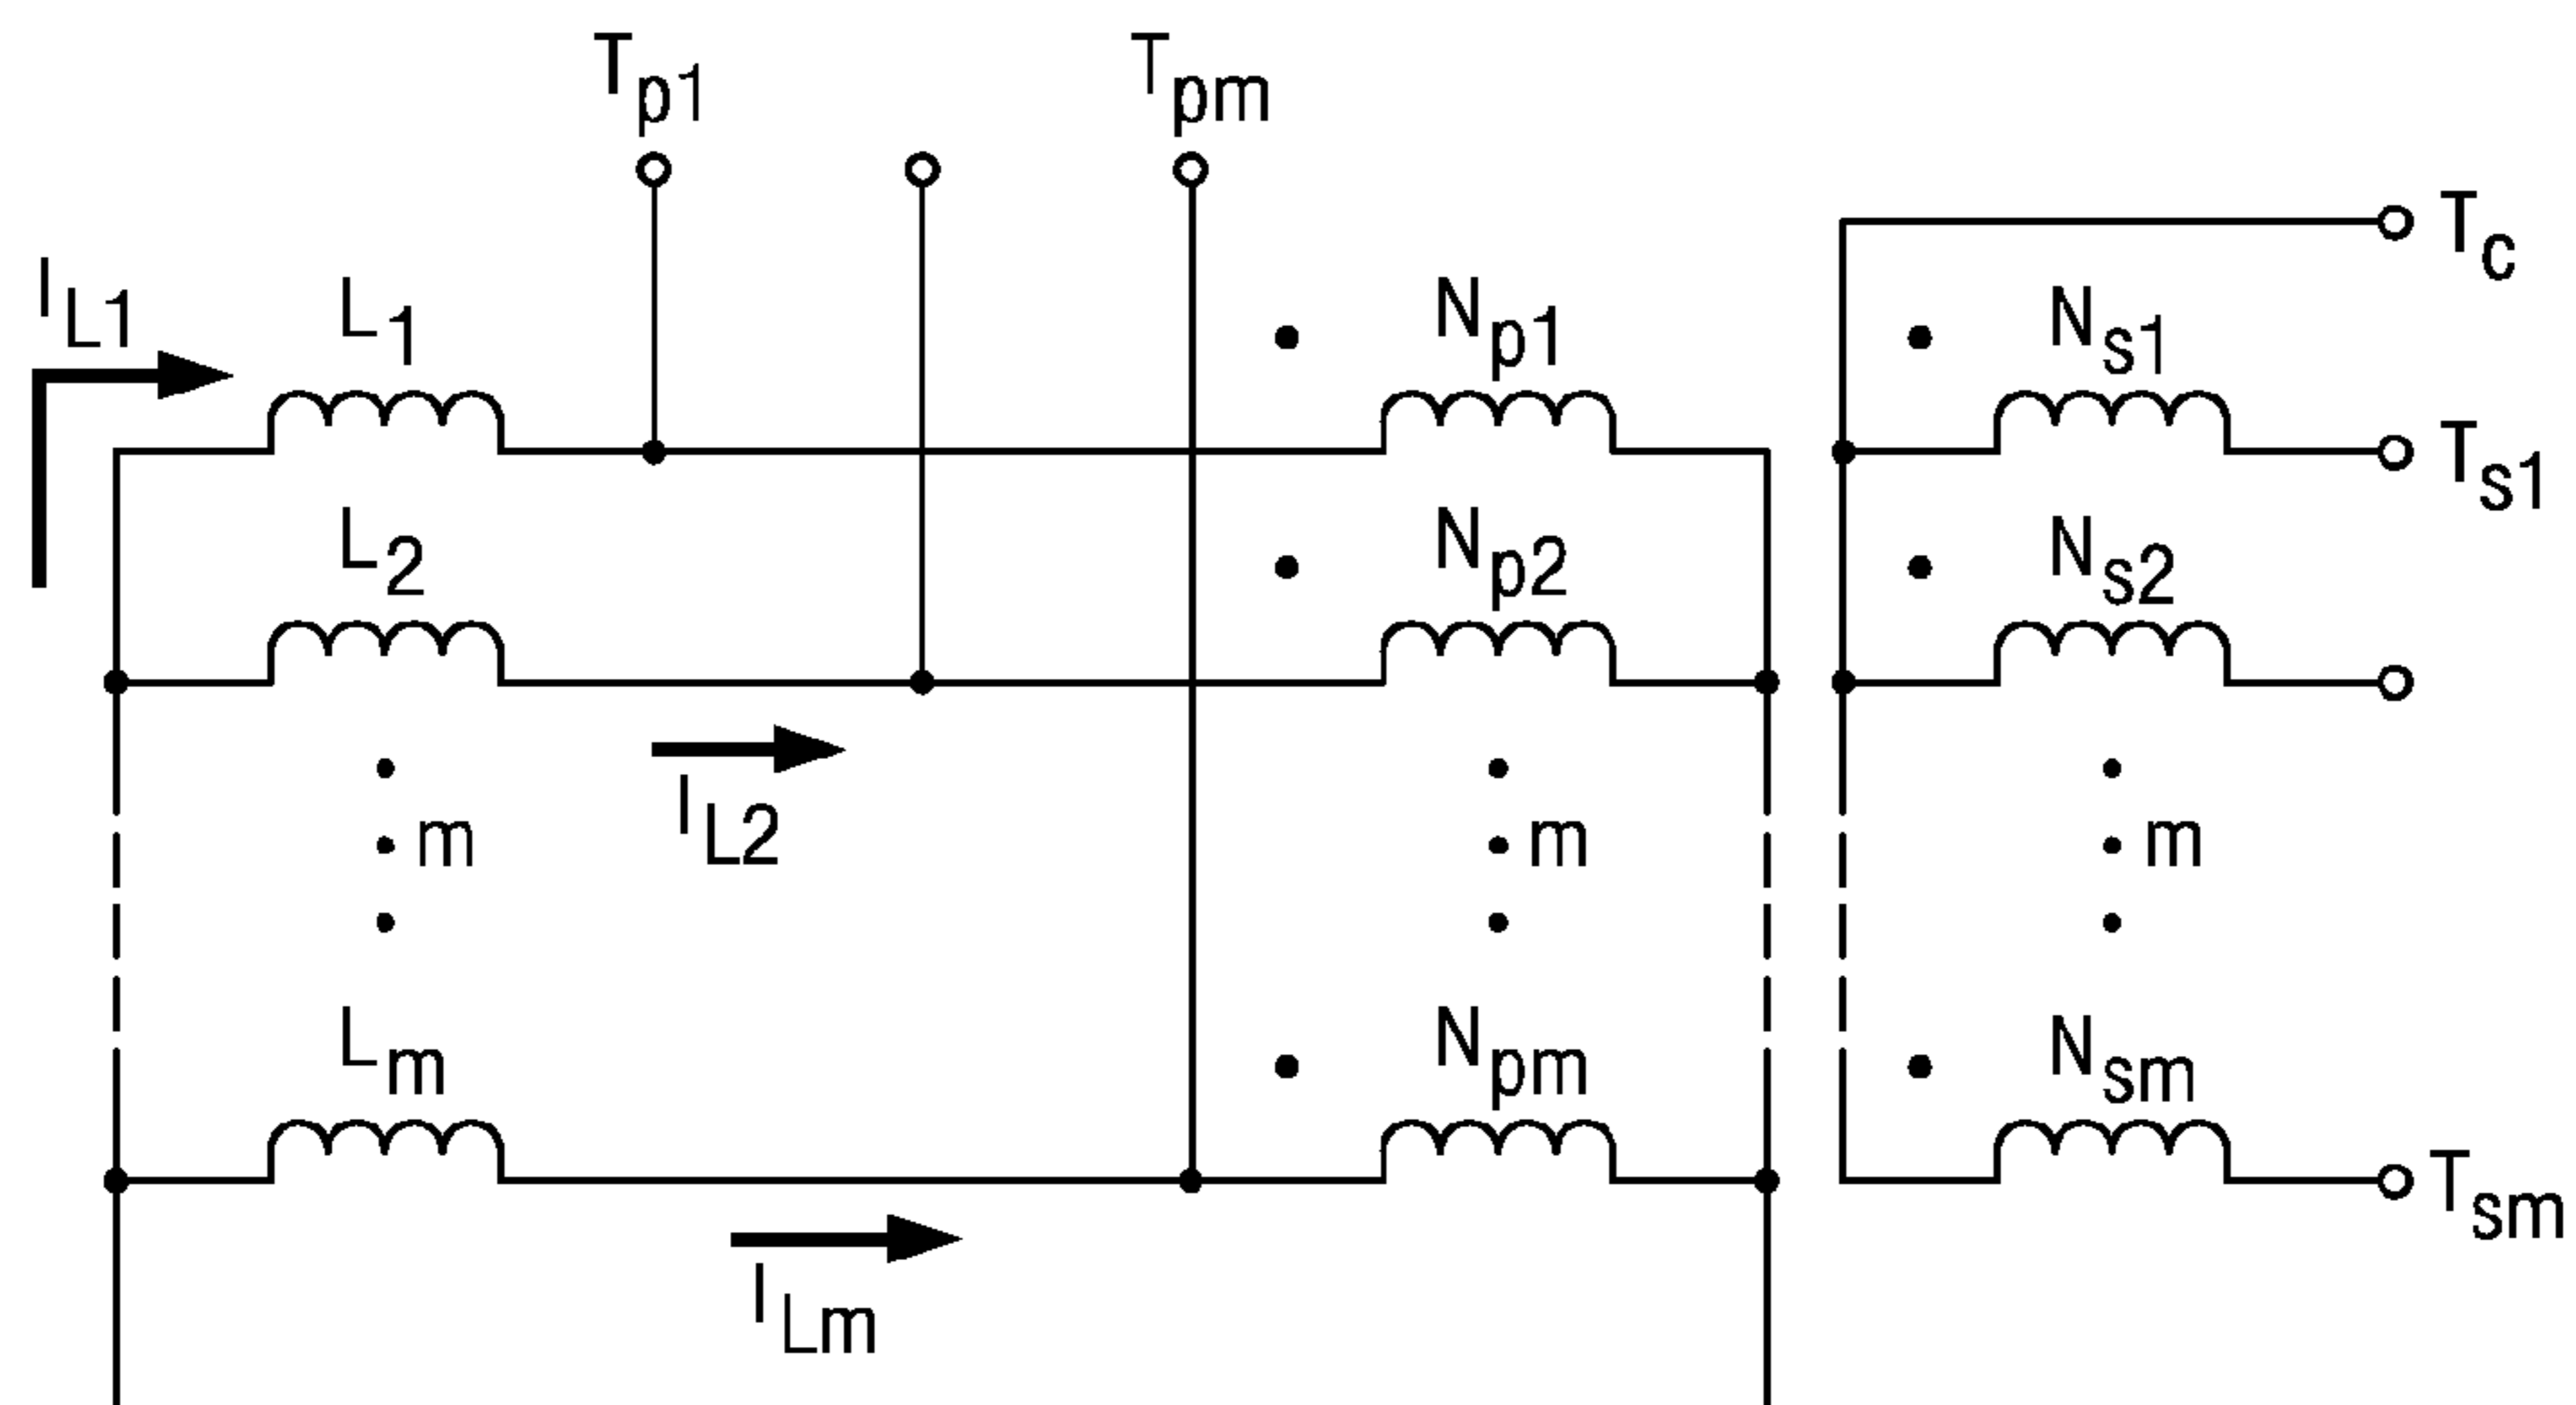 Tp1 Tpm
Tc
IL1 L1 Np1 Ns1
Ts1
L2 Np2 Ns2
IL2
m m m
Lm Npm Nsm
Tsm
ILm